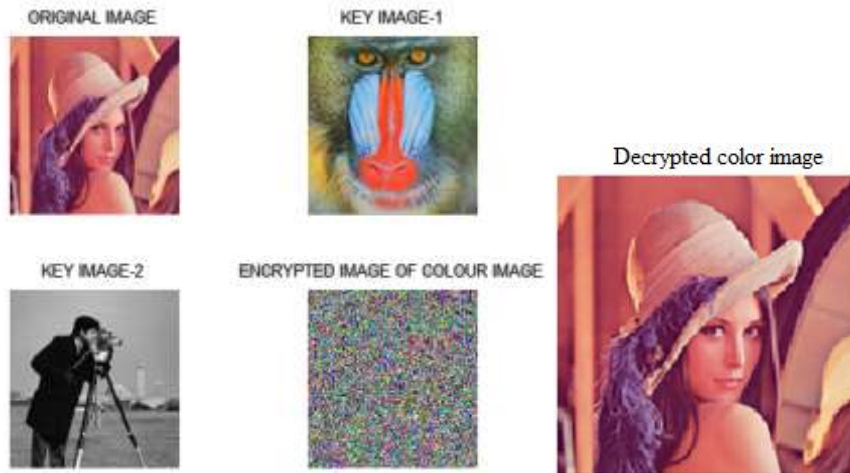 ORIGINAL IMAGE
KEY IMAGE-1
Decrypted color image
KEY IMAGE-2
ENCRYPTED IMAGE OF COLOUR IMAGE